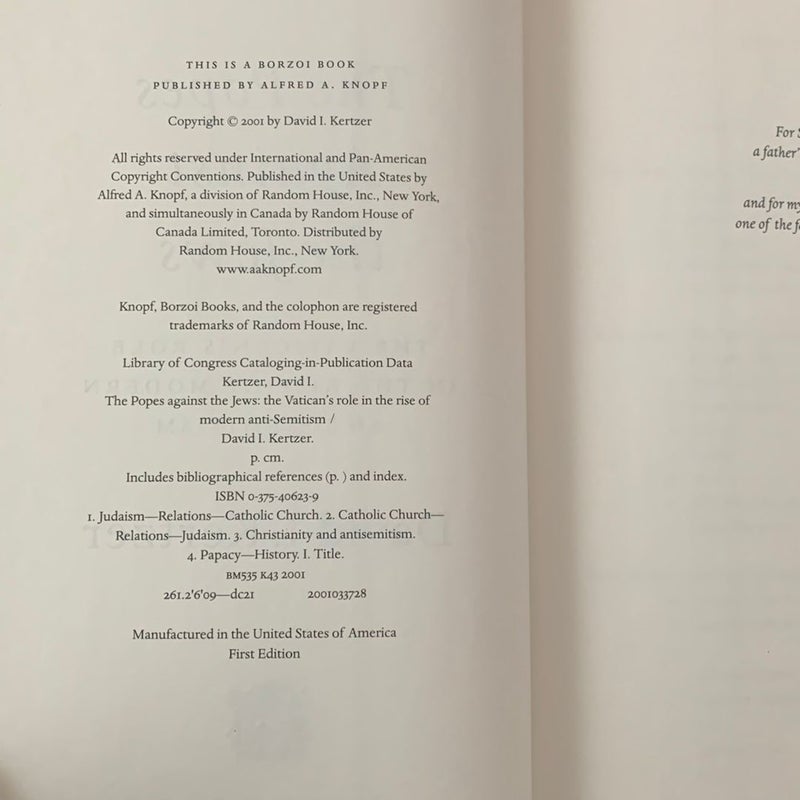 THIS IS A BORZOI BOOK
PUBLISHED BY ALFRED A. KNOPF
Copyright © 2001 by David I. Kertzer
All rights reserved under International and Pan-American
Copyright Conventions. Published in the United States by
Alfred A. Knopf, a division of Random House, Inc., New York,
and simultaneously in Canada by Random House of
Canada Limited, Toronto. Distributed by
Random House, Inc., New York.
www.aaknopf.com
Knopf, Borzoi Books, and the colophon are registered
trademarks of Random House, Inc.
Library of Congress Cataloging-in-Publication Data
Kertzer, David I.
The Popes against the Jews: the Vatican's role in the rise of
modern anti-Semitism /
David I. Kertzer.
p. cm.
Includes bibliographical references (p. ) and index.
ISBN 0-375-40623-9
1. Judaism—Relations—Catholic Church. 2. Catholic Church—
Relations—Judaism. 3. Christianity and antisemitism.
4. Papacy—History. I. Title.
BM535 K43 2001
261.2'6'09—dc21 2001033728
Manufactured in the United States of America
First Edition
For
a father'
and for my
one of the